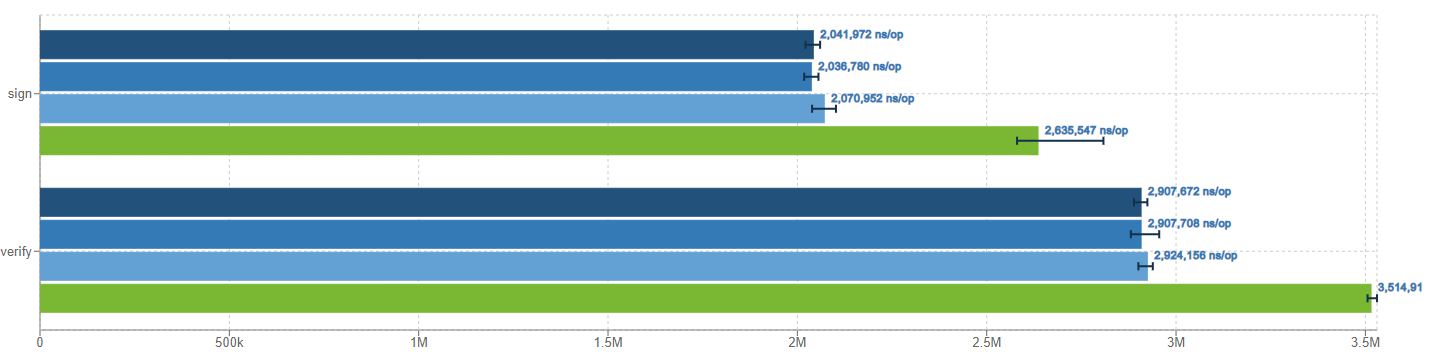 2,041,972 ns/op
2,036,780 ns/op
sign
2,070,952 ns/op
2,635,547 ns/op
2,907,672 ns/op
2,907,708 ns/op
verify
2,924,156 ns/op
3,514,91
0 500k 1M 1.5M 2M 2.5M 3M 3.5M